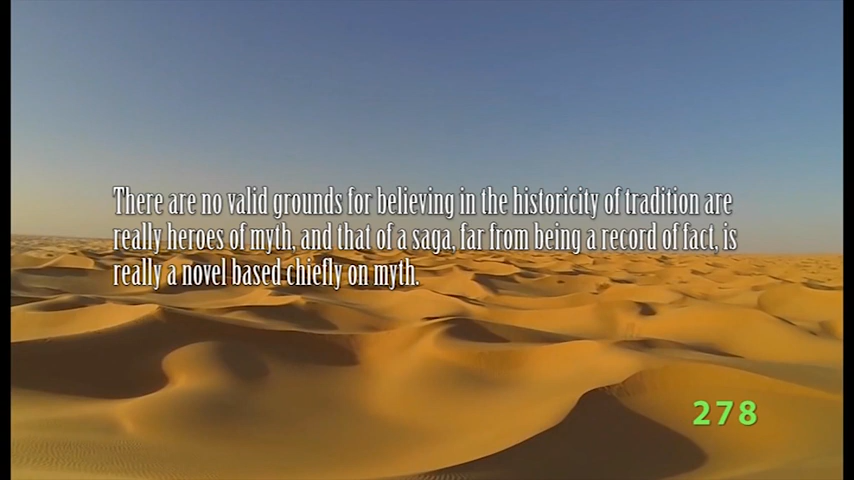 There are no valid grounds for believing in the historicity of tradition are
really heroes of myth, and that of a saga, far from being a record of fact, is
really a novel based chiefly on myth.
278